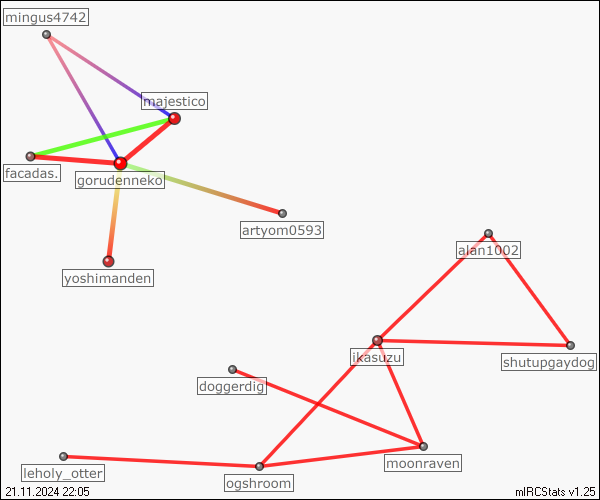 mingus4742
majestico
facadas.
gorudenneko
artyom0593
alan1002
yoshimanden
ikasuzu
shutupgaydog
doggerdig
moonraven
leholy_otter
ogshroom
21.11.2024 22:05
mIRCStats v1.25